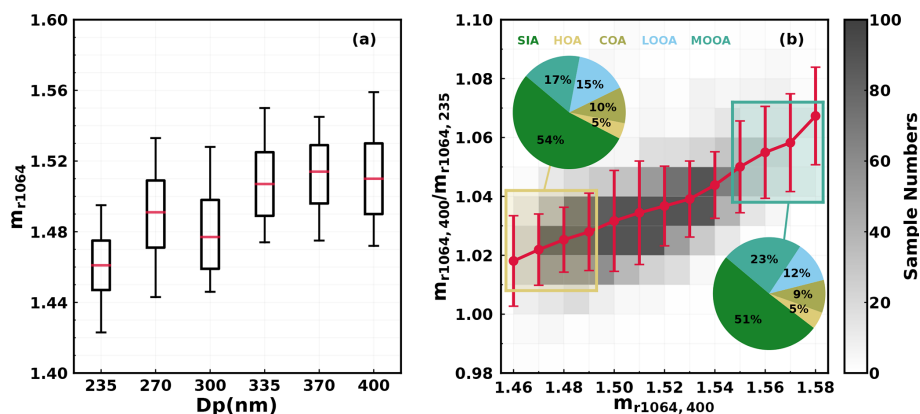 1.60
1.56
1.52
1.48
1.44
1.40
m_r1064
(a)
235 270 300 335 370 400
Dp(nm)
SIA HOA COA LOOA MOOA (b)
17% 15% 10% 5% 54%
23% 12% 9% 5% 51%
1.10
1.08
1.06
1.04
1.02
1.00
0.98
m_r1064, 400/m_r1064, 235
1.46 1.48 1.50 1.52 1.54 1.56 1.58
m_r1064, 400
100
80
60
40
20
0
Sample Numbers